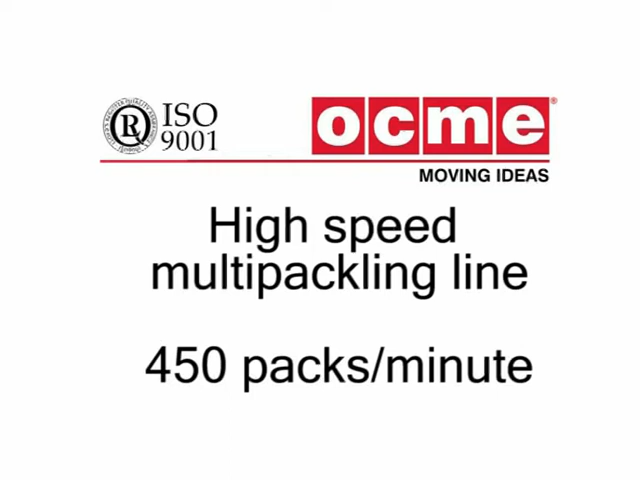 ISO
9001
ocme®
MOVING IDEAS
High speed
multipackling line
450 packs/minute